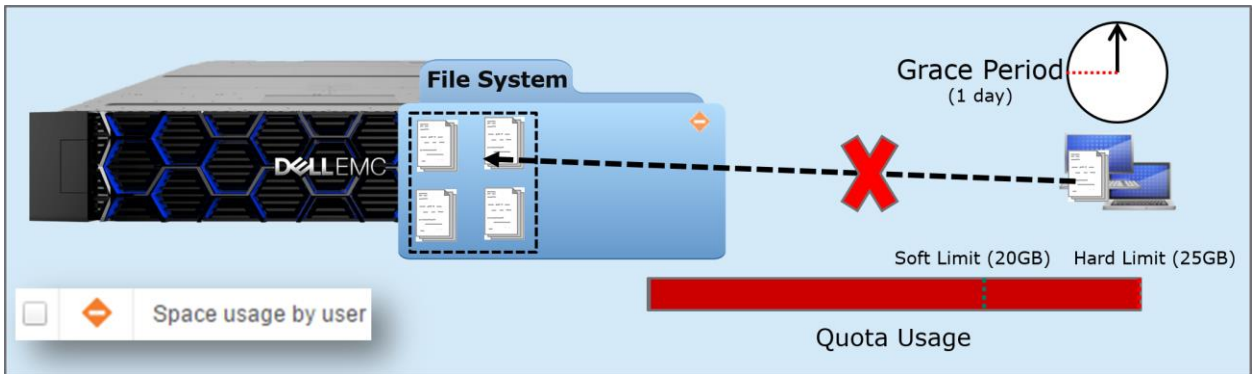 File System
Grace Period
(1 day)
DELLEMC
Soft Limit (20GB) Hard Limit (25GB)
Space usage by user
Quota Usage